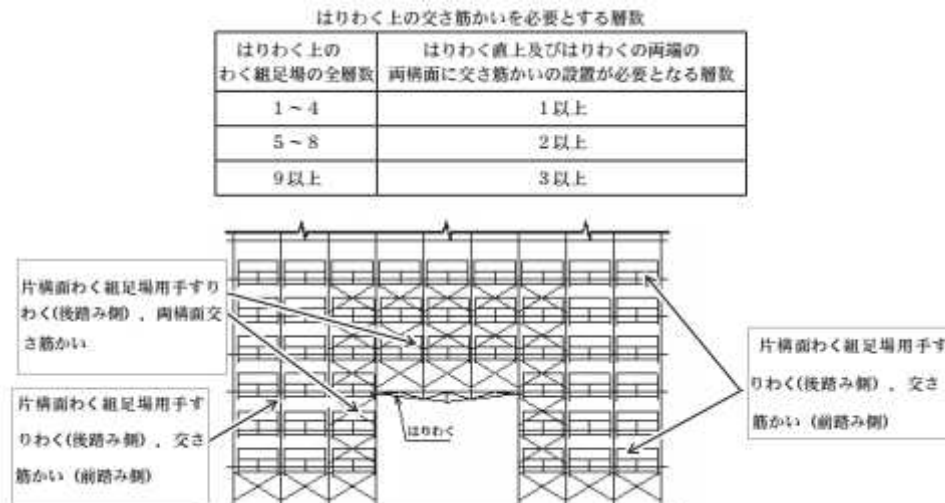 はりわく上の交さ筋かいを必要とする層数
はりわく上の
わく組足場の全層数
はりわく直上及びはりわくの両端の
両構面に交さ筋かいの設置が必要となる層数
1～4
1以上
5～8
2以上
9以上
3以上
片構面わく組足場用手すり
わく(後踏み側)，両構面交
さ筋かい
片構面わく組足場用手す
りわく(後踏み側)，交さ
筋かい（前踏み側）
はりわく
片構面わく組足場用手す
りわく(後踏み側)，交さ
筋かい（前踏み側）